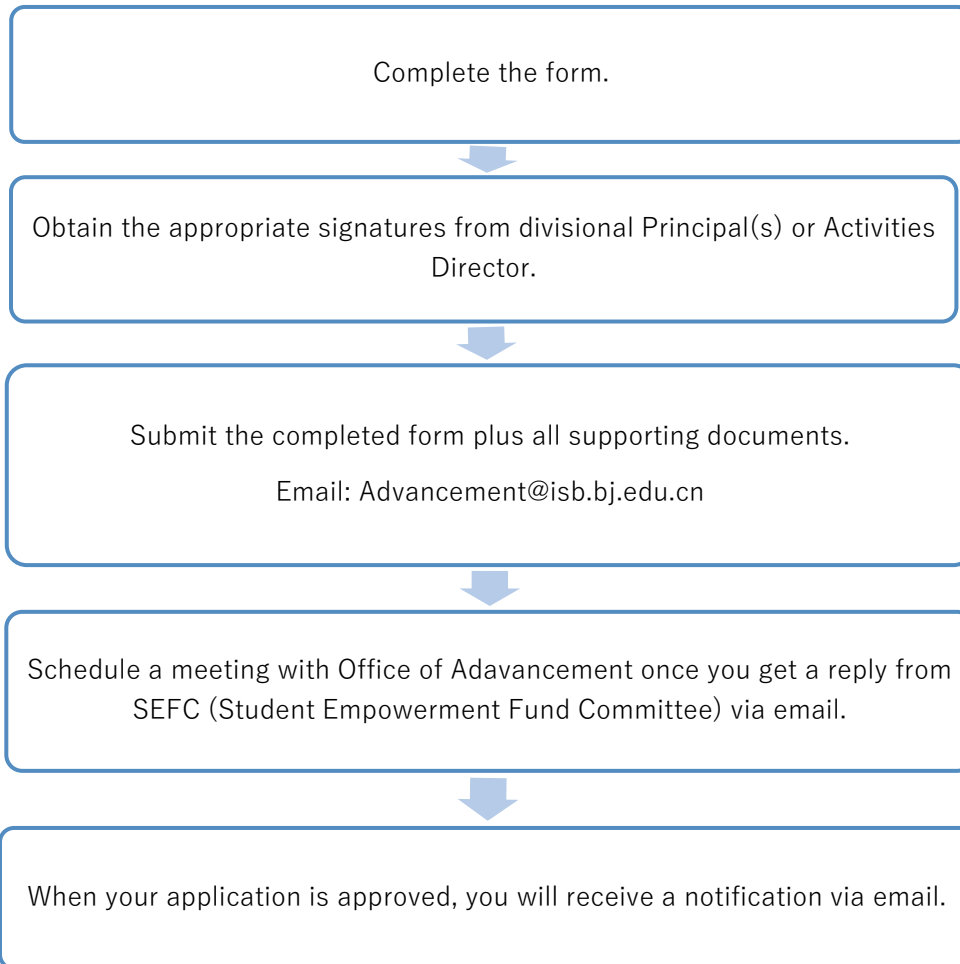 Complete the form.
Obtain the appropriate signatures from divisional Principal(s) or Activities
Director.
Submit the completed form plus all supporting documents.
Email: Advancement@isb.bj.edu.cn
Schedule a meeting with Office of Adavancement once you get a reply from
SEFC (Student Empowerment Fund Committee) via email.
When your application is approved, you will receive a notification via email.